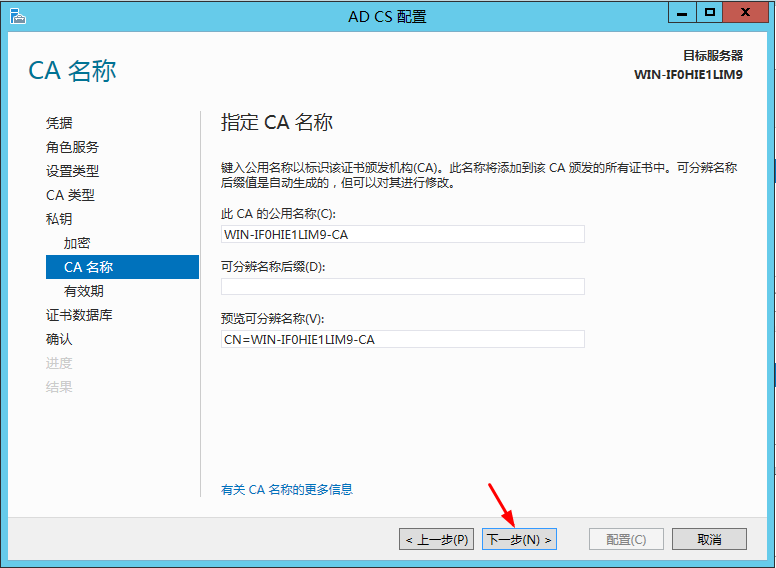 AD CS 配置
CA 名称
目标服务器
WIN-IF0HIE1LIM9
凭据
角色服务
设置类型
CA 类型
私钥
加密
CA 名称
有效期
证书数据库
确认
进度
结果
指定 CA 名称
键入公用名称以标识该证书颁发机构(CA)。此名称将添加到该 CA 颁发的所有证书中。可分辨名称
后缀值是自动生成的，但可以对其进行修改。
此 CA 的公用名称(C):
WIN-IF0HIE1LIM9-CA
可分辨名称后缀(D):
预览可分辨名称(V):
CN=WIN-IF0HIE1LIM9-CA
有关 CA 名称的更多信息
< 上一步(P)
下一步(N) >
配置(C)
取消